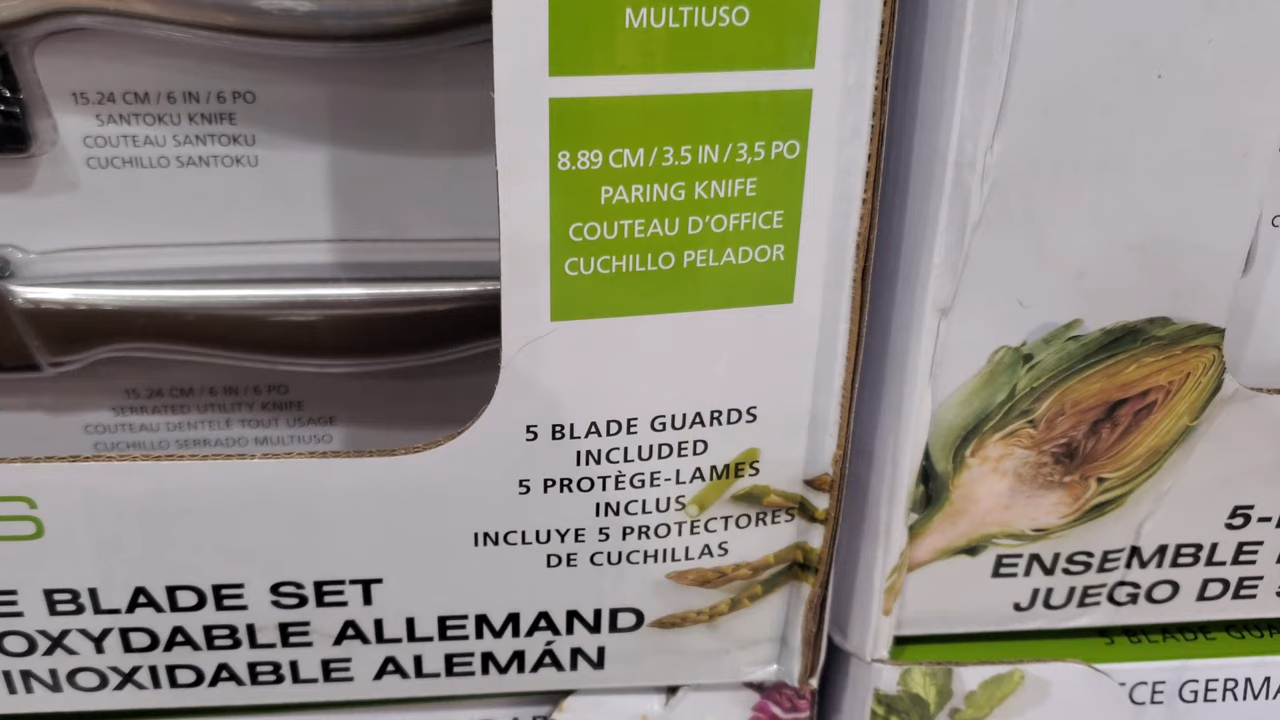 MULTIUSO
15.24 CM / 6 IN / 6 PO
SANTOKU KNIFE
COUTEAU SANTOKU
CUCHILLO SANTOKU
8.89 CM / 3.5 IN / 3,5 PO
PARING KNIFE
COUTEAU D'OFFICE
CUCHILLO PELADOR
15.24 CM / 6 IN / 6 PO
SERRATED UTILITY KNIFE
COUTEAU DENTELÉ TOUT USAGE
CUCHILLO SERRADO MULTIUSO
5 BLADE GUARDS
INCLUDED
5 PROTÈGE-LAMES
INCLUS
INCLUYE 5 PROTECTORES
DE CUCHILLAS
S
E BLADE SET
OXYDABLE ALLEMAND
INOXIDABLE ALEMÁN
5-
ENSEMBLE
JUEGO DE
5 BLADE GUA
CE GERMA